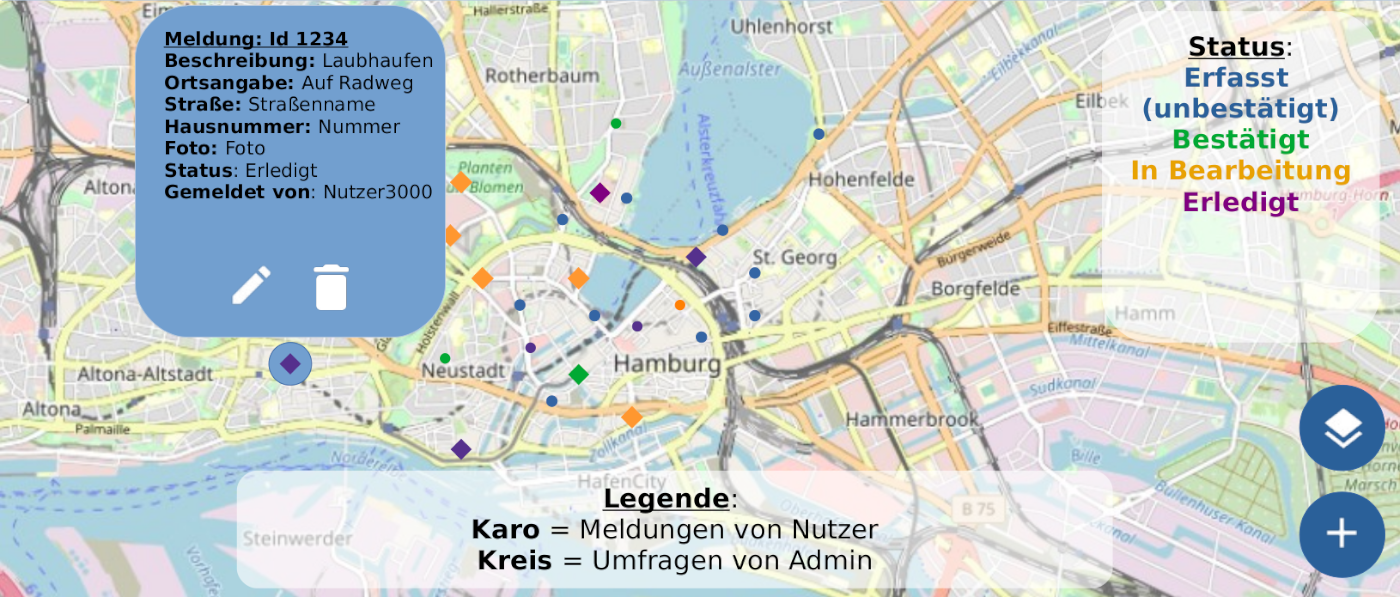 Meldung: Id 1234
Beschreibung: Laubhaufen
Ortsangabe: Auf Radweg
Straße: Straßenname
Hausnummer: Nummer
Foto: Foto
Status: Erledigt
Gemeldet von: Nutzer3000
Status:
Erfasst
(unbestätigt)
Bestätigt
In Bearbeitung
Erledigt
Hallerstraße
Uhlenhorst
Rotherbaum
Außenalster
Eilbekkanal
Eilbek
Alsterkreuzfahrt
Planten
Blomen
Altona
Hohenfelde
St. Georg
Bürgerweide
Borgfelde
Hamm
Holstenwall
Eiffestraße
Mittelkanal
Altona-Altstadt
Neustadt
Hamburg
Südkanal
Altona
Palmaille
Hammerbrook
Norderelbe
Zollkanal
Bille
HafenCity
Bullenhuser Kanal
B 75
Steinwerder
Legende:
Karo = Meldungen von Nutzer
Kreis = Umfragen von Admin